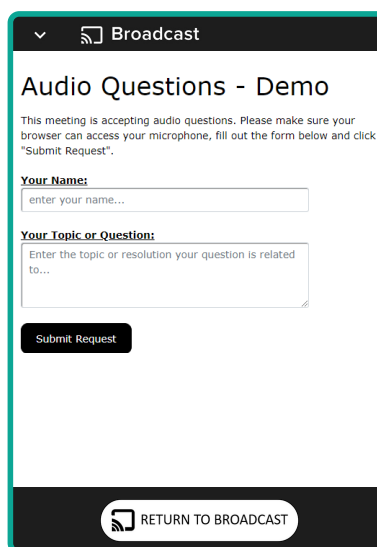 Broadcast
Audio Questions - Demo
This meeting is accepting audio questions. Please make sure your
browser can access your microphone, fill out the form below and click
"Submit Request".
Your Name:
enter your name...
Your Topic or Question:
Enter the topic or resolution your question is related
to...
Submit Request
RETURN TO BROADCAST